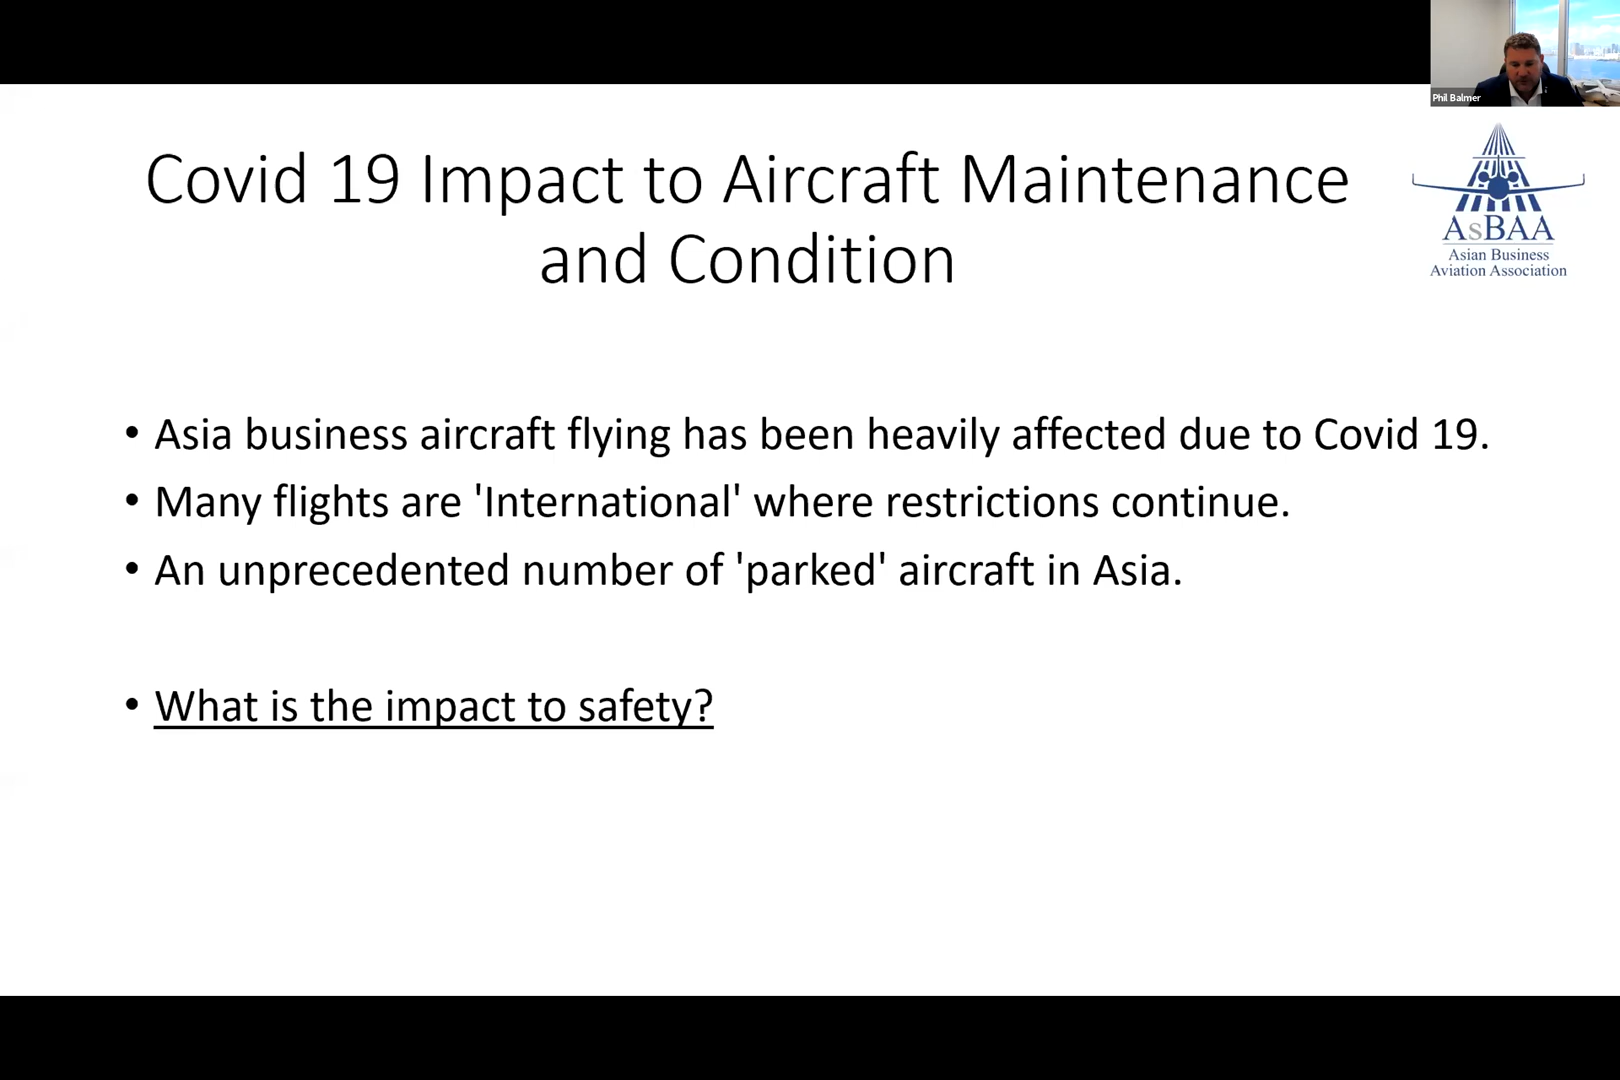 Phil Balmer
Covid 19 Impact to Aircraft Maintenance
and Condition
AsBAA
Asian Business
Aviation Association
• Asia business aircraft flying has been heavily affected due to Covid 19.
• Many flights are 'International' where restrictions continue.
• An unprecedented number of 'parked' aircraft in Asia.
• What is the impact to safety?